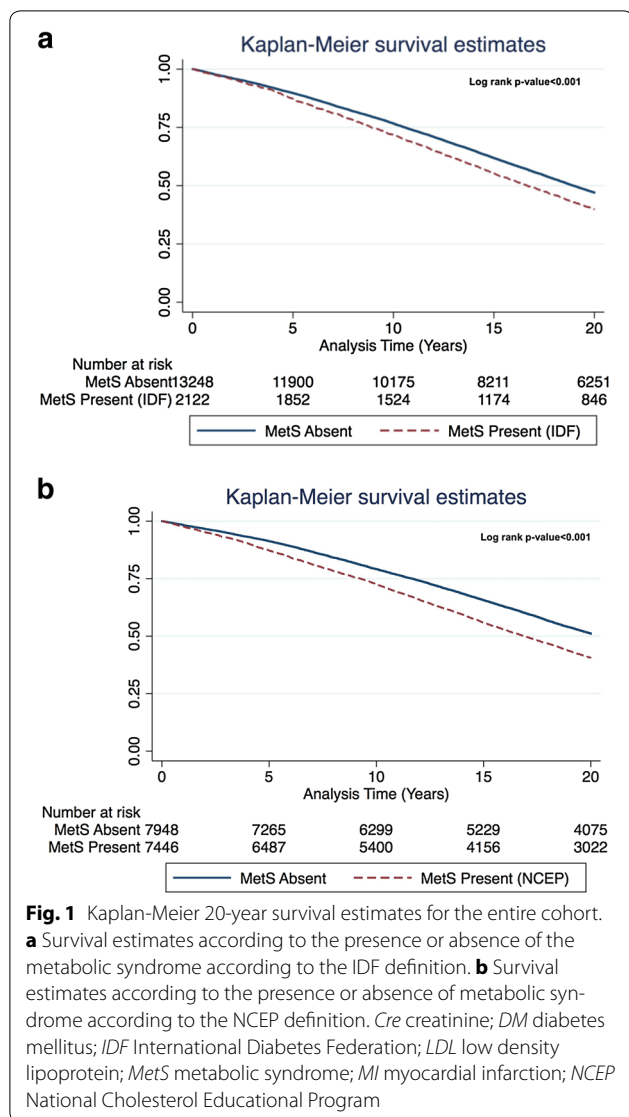 a
Kaplan-Meier survival estimates
Log rank p-value<0.001
1.00
0.75
0.50
0.25
0.00
0 5 10 15 20
Analysis Time (Years)
Number at risk
MetS Absent13248 11900 10175 8211 6251
MetS Present (IDF) 2122 1852 1524 1174 846
MetS Absent MetS Present (IDF)
b
Kaplan-Meier survival estimates
Log rank p-value<0.001
1.00
0.75
0.50
0.25
0.00
0 5 10 15 20
Analysis Time (Years)
Number at risk
MetS Absent 7948 7265 6299 5229 4075
MetS Present 7446 6487 5400 4156 3022
MetS Absent MetS Present (NCEP)
Fig. 1 Kaplan-Meier 20-year survival estimates for the entire cohort.
a Survival estimates according to the presence or absence of the
metabolic syndrome according to the IDF definition. b Survival
estimates according to the presence or absence of metabolic syn-
drome according to the NCEP definition. Cre creatinine; DM diabetes
mellitus; IDF International Diabetes Federation; LDL low density
lipoprotein; MetS metabolic syndrome; MI myocardial infarction; NCEP
National Cholesterol Educational Program